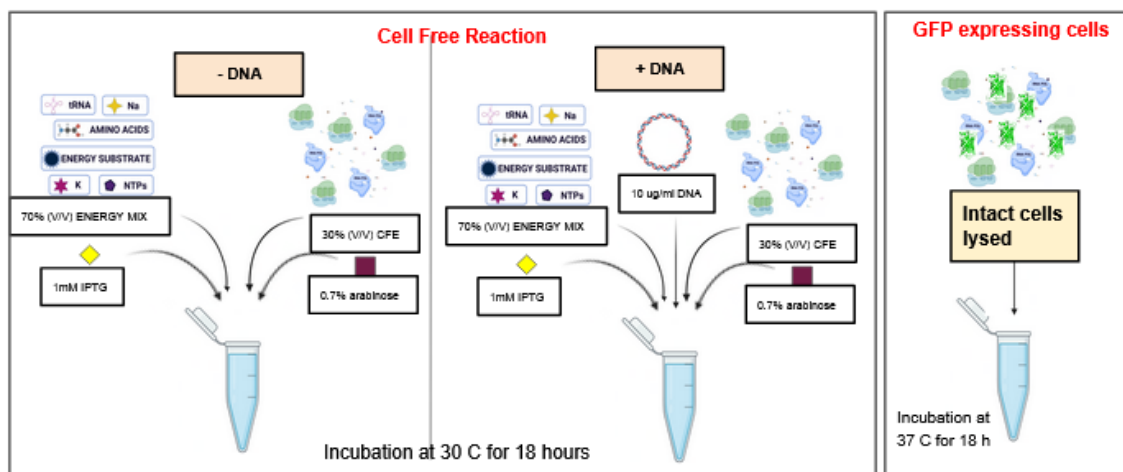 Cell Free Reaction
- DNA
tRNA
Na
AMINO ACIDS
ENERGY SUBSTRATE
K
NTPs
70% (V/V) ENERGY MIX
30% (V/V) CFE
1mM IPTG
0.7% arabinose
+ DNA
tRNA
Na
AMINO ACIDS
ENERGY SUBSTRATE
K
NTPs
10 ug/ml DNA
70% (V/V) ENERGY MIX
30% (V/V) CFE
1mM IPTG
0.7% arabinose
Incubation at 30 C for 18 hours
GFP expressing cells
Intact cells
lysed
Incubation at
37 C for 18 h